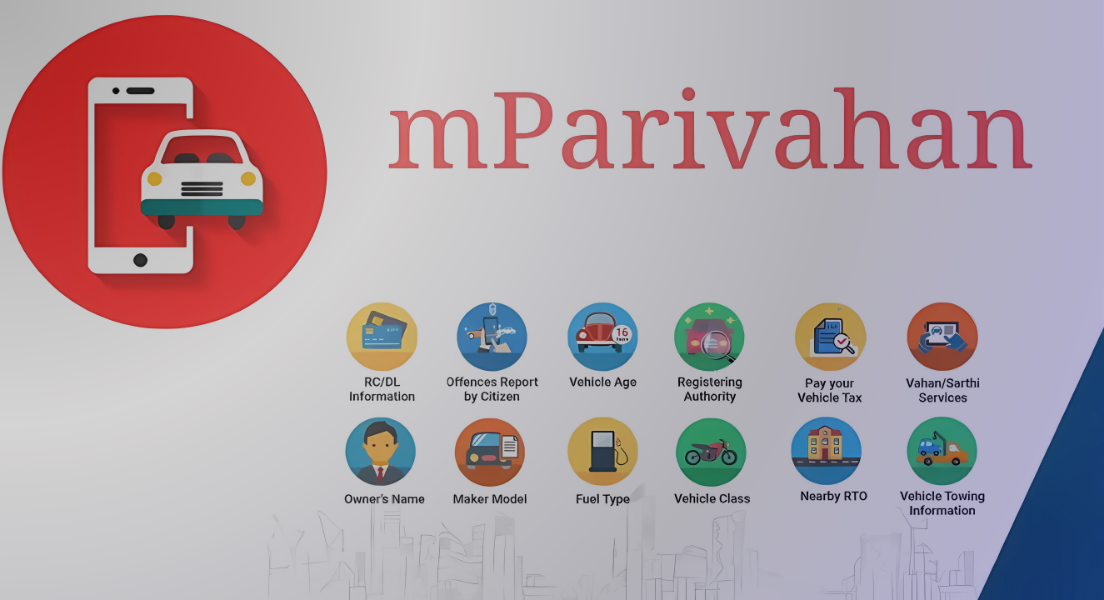 mParivahan
RC/DL
Information
Offences Report
by Citizen
Vehicle Age
16
Registering
Authority
Pay your
Vehicle Tax
Vahan/Sarthi
Services
Owner's Name
Maker Model
Fuel Type
Vehicle Class
Nearby RTO
Vehicle Towing
Information